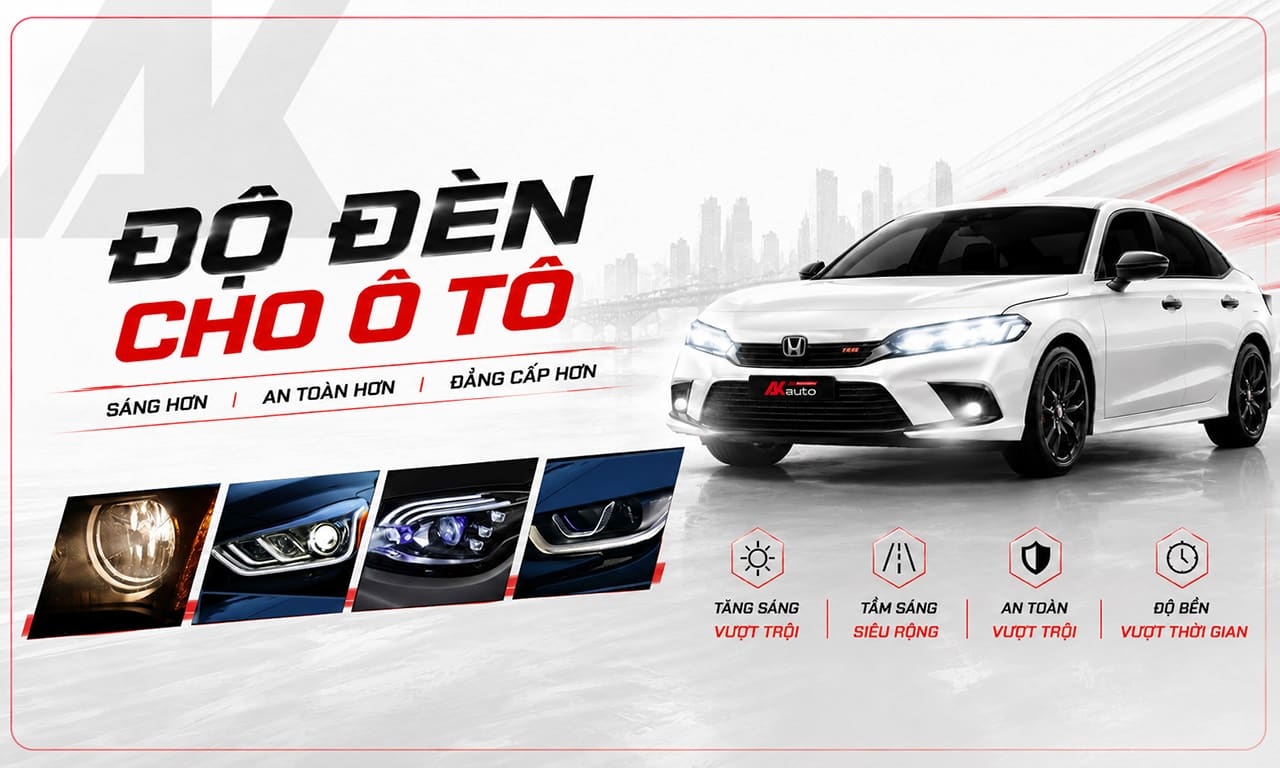 AK
ĐỘ ĐÈN
CHO Ô TÔ
SÁNG HƠN | AN TOÀN HƠN | ĐẲNG CẤP HƠN
AK auto
TĂNG SÁNG
VƯỢT TRỘI
TẦM SÁNG
SIÊU RỘNG
AN TOÀN
VƯỢT TRỘI
ĐỘ BỀN
VƯỢT THỜI GIAN